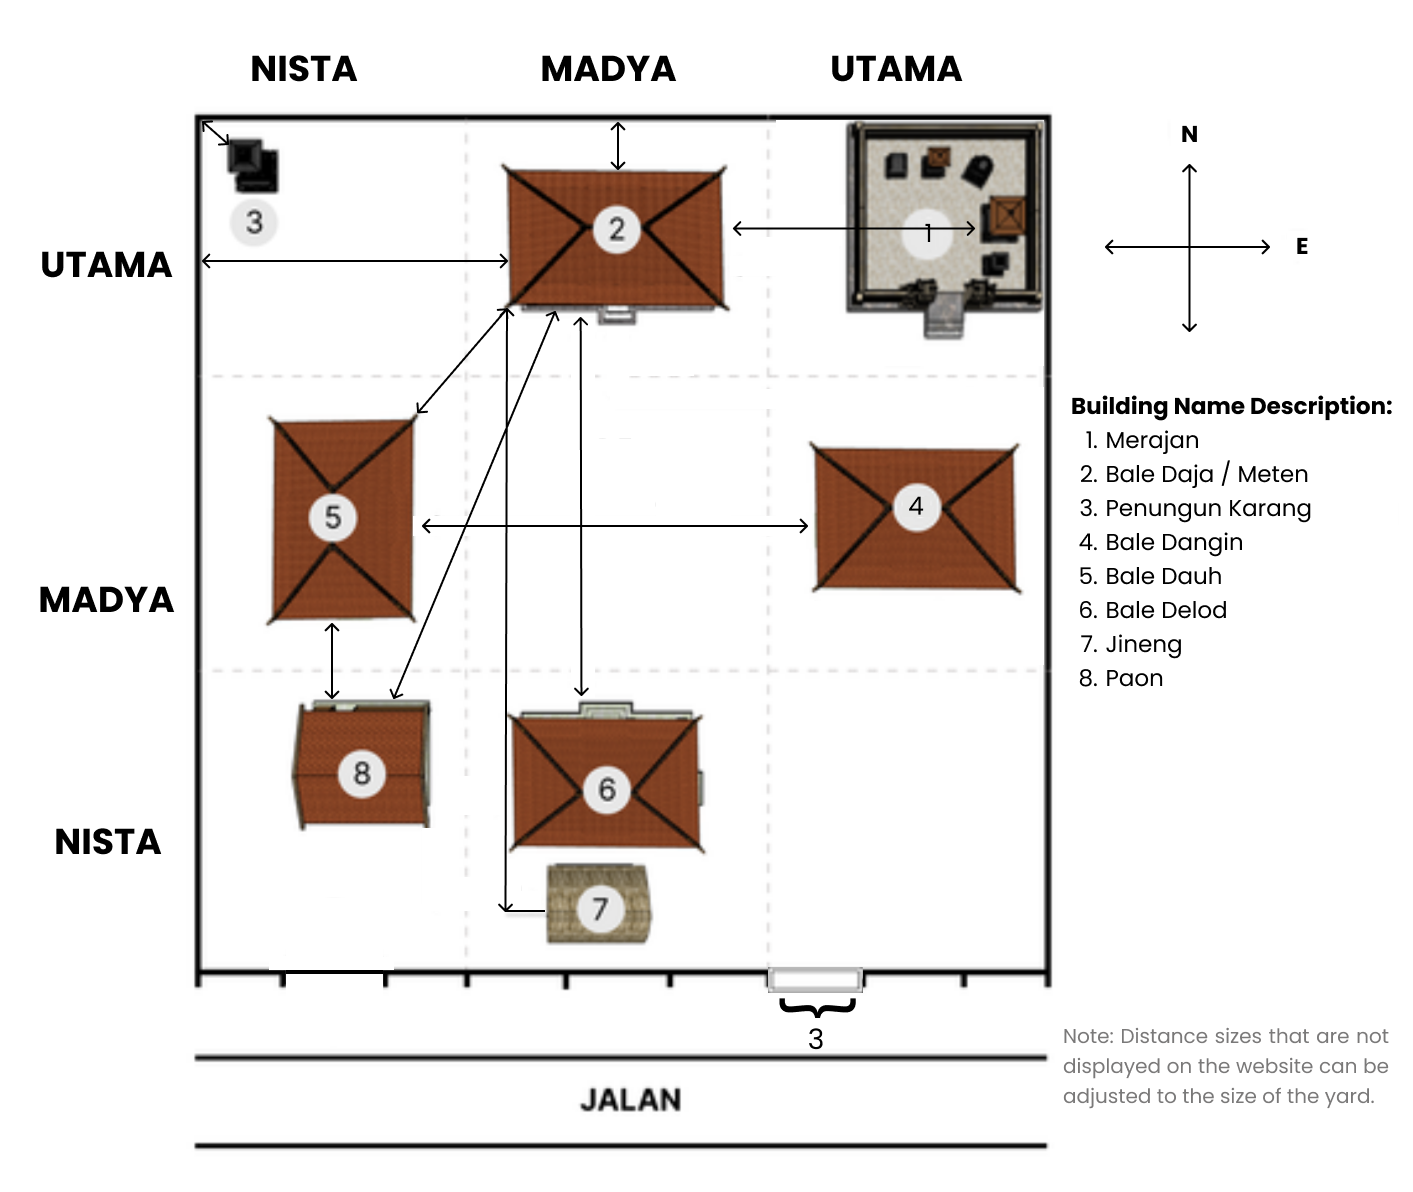 NISTA MADYA UTAMA
N
3
2
1
UTAMA
E
Building Name Description:
1. Merajan
2. Bale Daja / Meten
3. Penungun Karang
4. Bale Dangin
5. Bale Dauh
6. Bale Delod
7. Jineng
8. Paon
5
4
MADYA
8
6
NISTA
7
3
Note: Distance sizes that are not
displayed on the website can be
adjusted to the size of the yard.
JALAN